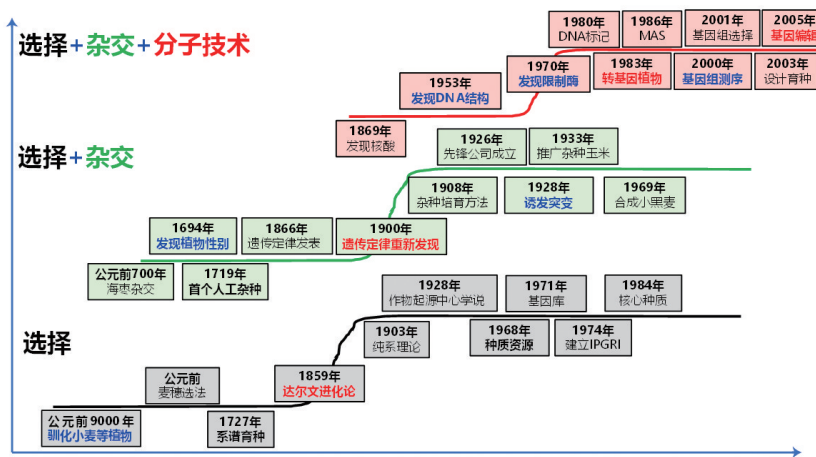 选择+杂交+分子技术
1980年
DNA标记
1986年
MAS
2001年
基因组选择
2005年
基因编辑
1953年
发现DNA结构
1970年
发现限制酶
1983年
转基因植物
2000年
基因组测序
2003年
设计育种
1869年
发现核酸
选择+杂交
1926年
先锋公司成立
1933年
推广杂种玉米
1908年
杂种培育方法
1928年
诱发突变
1969年
合成小黑麦
1694年
发现植物性别
1866年
遗传定律发表
1900年
遗传定律重新发现
公元前700年
海枣杂交
1719年
首个人工杂种
选择
1928年
作物起源中心学说
1971年
基因库
1984年
核心种质
1903年
纯系理论
1968年
种质资源
1974年
建立IPGRI
公元前
麦穗选法
1859年
达尔文进化论
公元前9000年
驯化小麦等植物
1727年
系谱育种